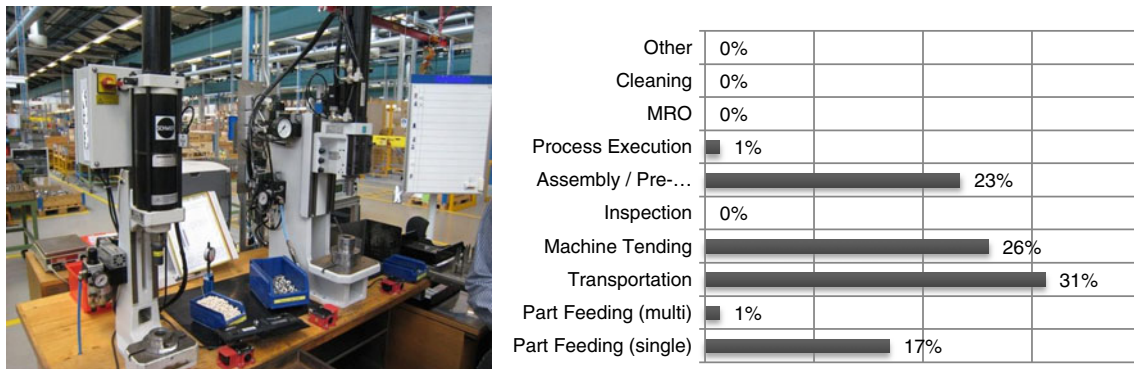 Other 0%
Cleaning 0%
MRO 0%
Process Execution 1%
Assembly / Pre-… 23%
Inspection 0%
Machine Tending 26%
Transportation 31%
Part Feeding (multi) 1%
Part Feeding (single) 17%